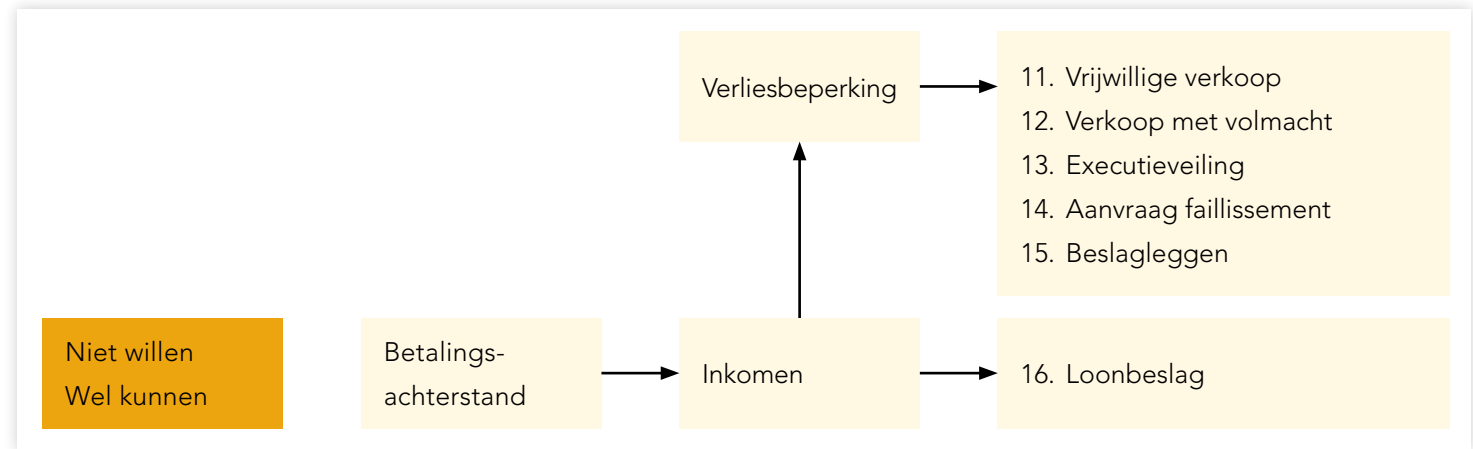 Verliesbeperking
11. Vrijwillige verkoop
12. Verkoop met volmacht
13. Executieveiling
14. Aanvraag faillissement
15. Beslagleggen
Niet willen
Wel kunnen
Betalings-
achterstand
Inkomen
16. Loonbeslag